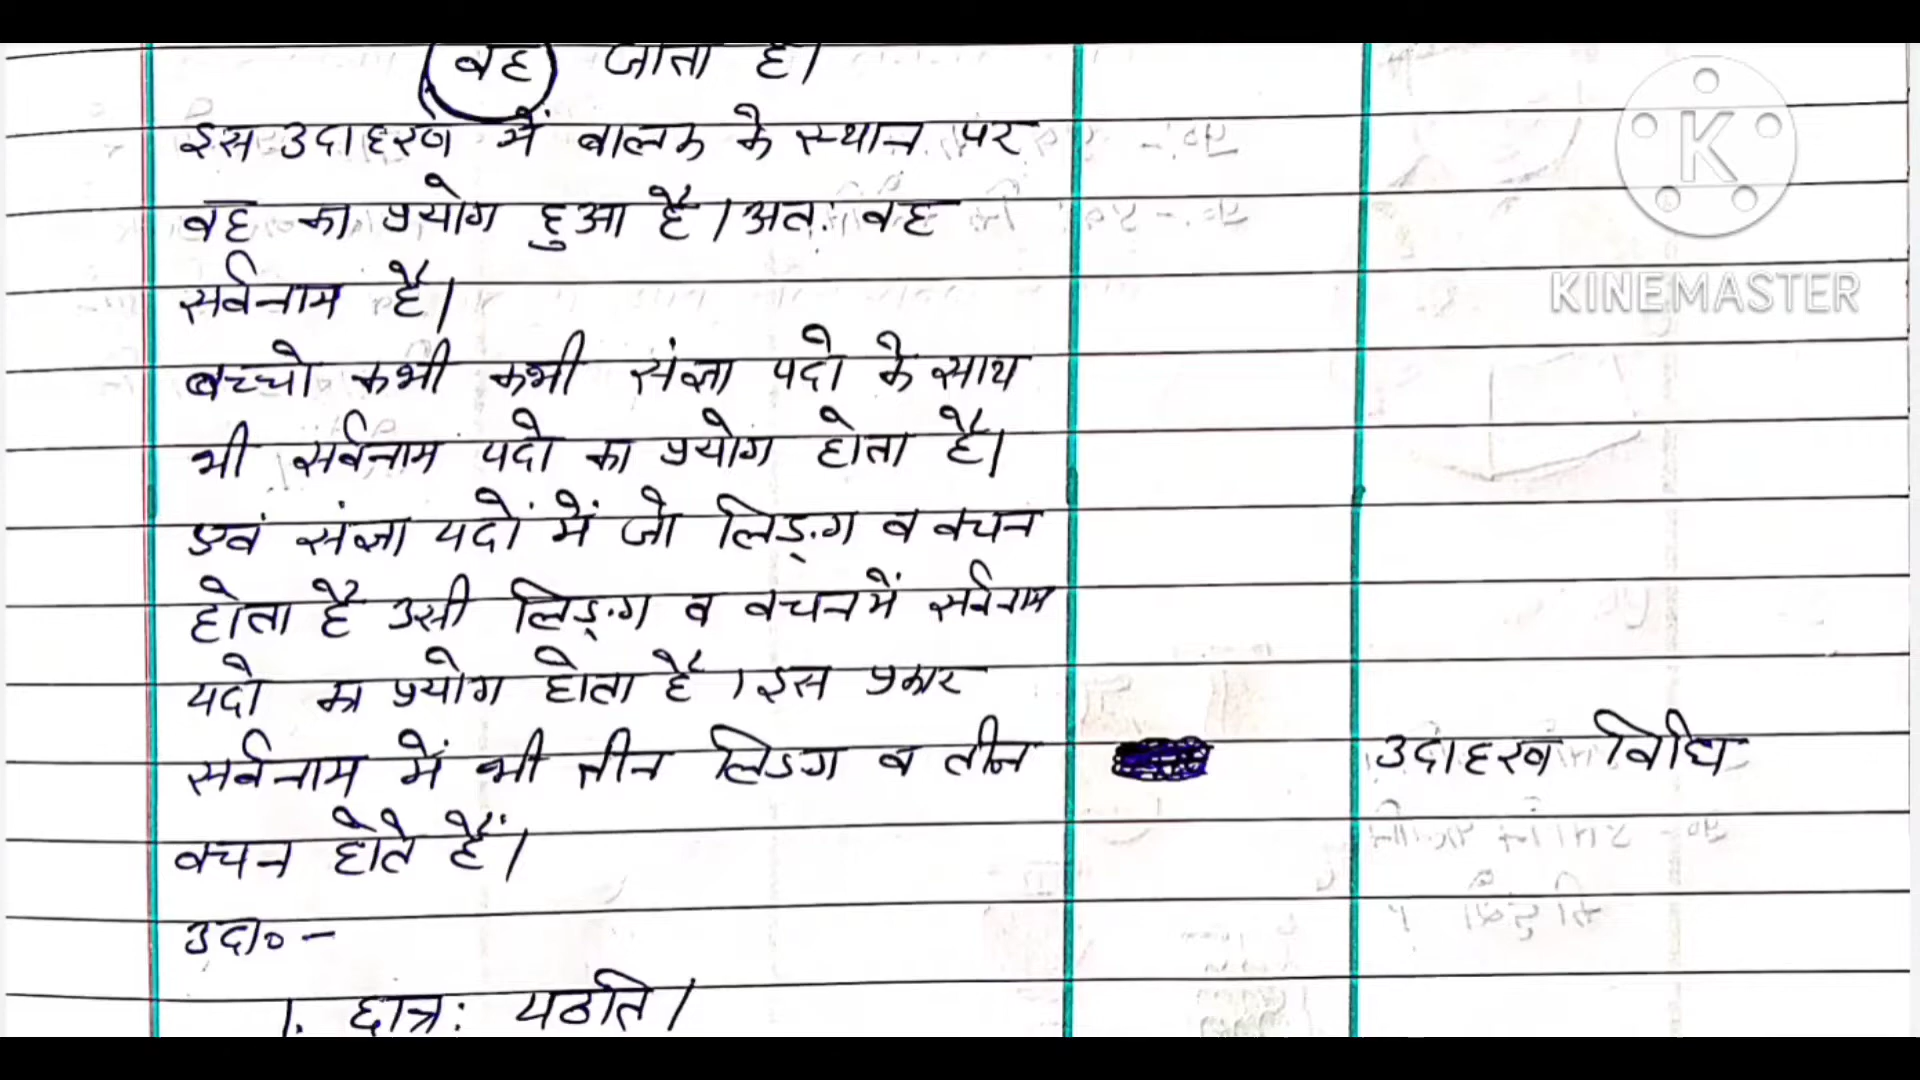 वह जाता है।
इस उदाहरण में बालक के स्थान पर
वह का प्रयोग हुआ है। अतः वह
सर्वनाम है।
बच्चो कभी कभी संज्ञा पदो के साथ
भी सर्वनाम पदो का प्रयोग होता है।
एवं संज्ञा पदों में जो लिङ्ग व वचन
होता है उसी लिङ्ग व वचन में सर्वनाम
पदो का प्रयोग होता है। इस प्रकार
सर्वनाम में भी तीन लिङ्ग व तीन
उदाहरण विधि
वचन होते हैं।
उदा० -
1. छात्रः पठति।
K
KINEMASTER